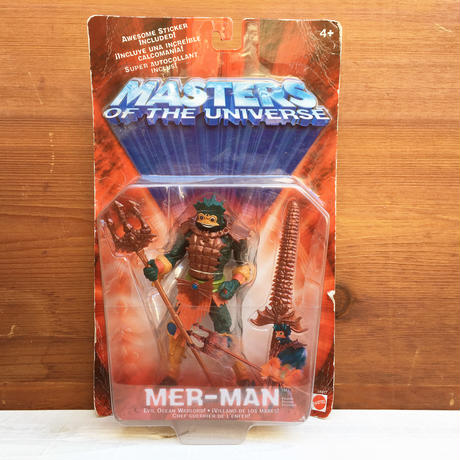 AWESOME STICKER
INCLUDED!
¡INCLUYE UNA INCREÍBLE
CALCOMANÍA!
SUPER AUTOCOLLANT
INCLUS!
4+
MASTERS
OF THE UNIVERSE
MER-MAN
EVIL OCEAN WARLORD! • ¡VILLANO DE LOS MARES!
CHEF GUERRIER DE L'ENFER!